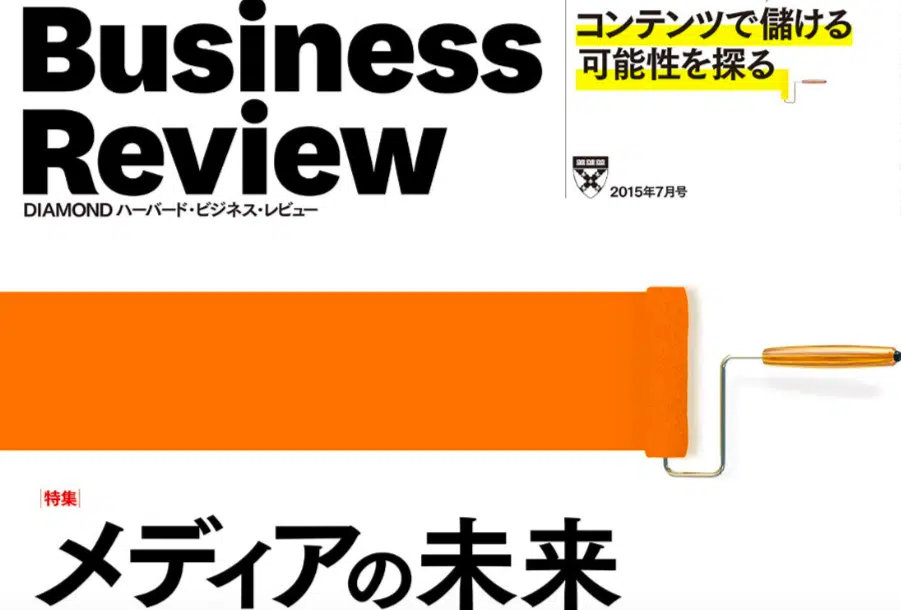 Business
Review
DIAMOND ハーバード・ビジネス・レビュー
コンテンツで儲ける
可能性を探る
2015年7月号
特集
メディアの未来